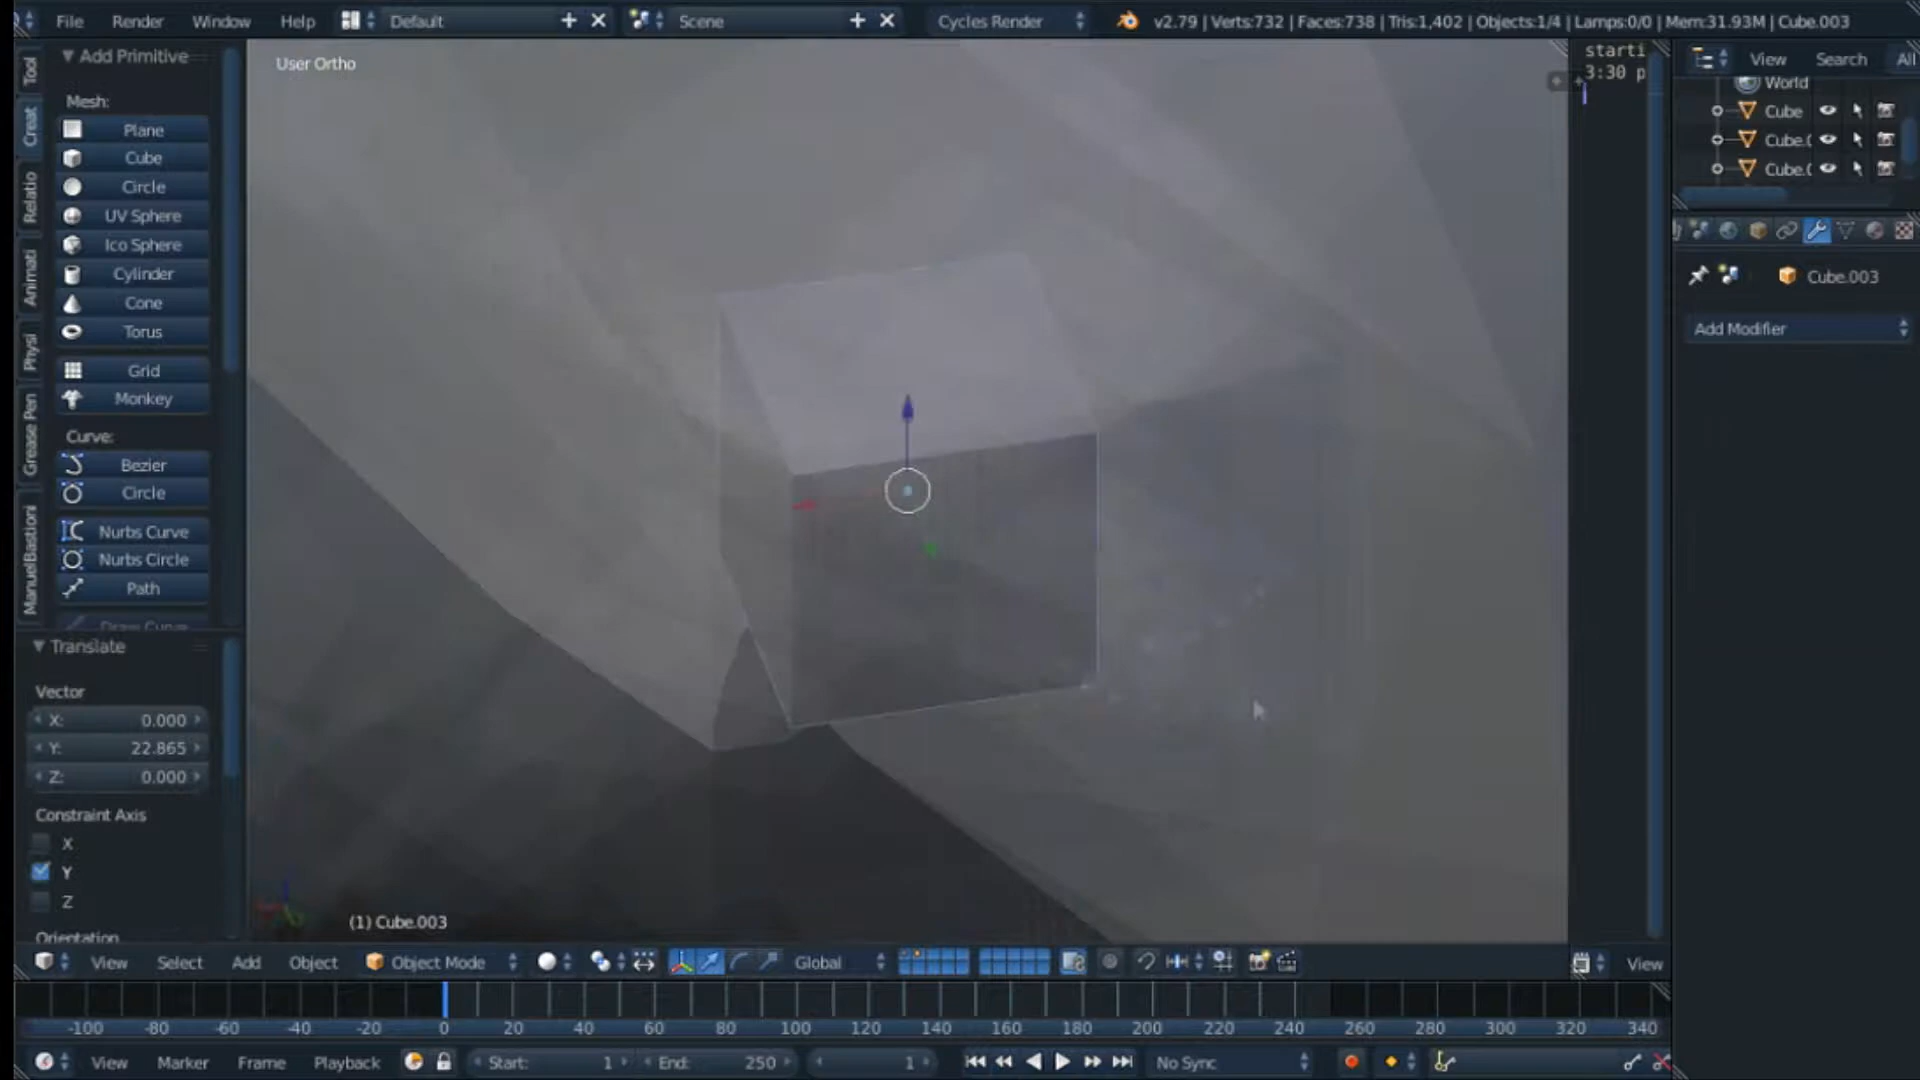 File Render Window Help Default Scene Cycles Render v2.79 | Verts:732 | Faces:738 | Tris:1,402 | Objects:1/4 | Lamps:0/0 | Mem:31.93M | Cube.003
Add Primitive
Mesh:
Plane
Cube
Circle
UV Sphere
Ico Sphere
Cylinder
Cone
Torus
Grid
Monkey
Curve:
Bezier
Circle
Nurbs Curve
Nurbs Circle
Path
Draw Curve
Tool
Creat
Relatio
Animati
Physi
Grease Pen
ManuelBastioni
Translate
Vector
X: 0.000
Y: 22.865
Z: 0.000
Constraint Axis
X
Y
Z
Orientation
User Ortho
(1) Cube.003
starti
3:30 p
View Search All
World
Cube
Cube.0
Cube.0
Cube.003
Add Modifier
View Select Add Object Object Mode Global
View
-100 -80 -60 -40 -20 0 20 40 60 80 100 120 140 160 180 200 220 240 260 280 300 320 340
View Marker Frame Playback Start: 1 End: 250 1 No Sync